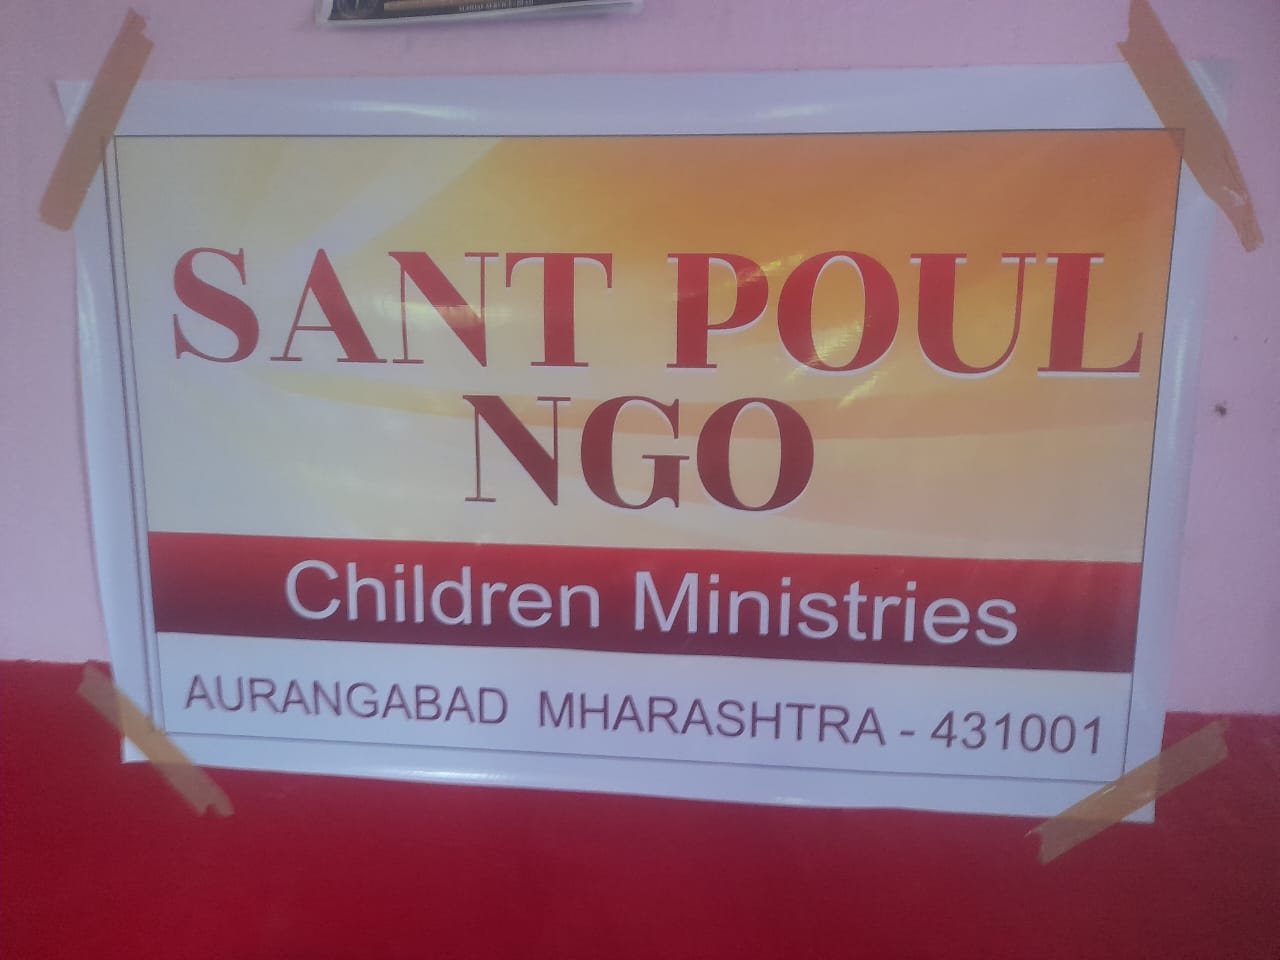 SANT POUL
NGO
Children Ministries
AURANGABAD MHARASHTRA - 431001